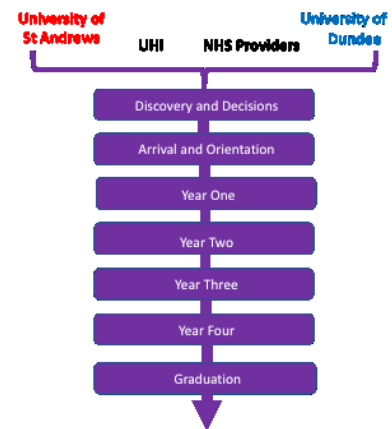 University of
St Andrews
UHI
NHS Providers
University of
Dundee
Discovery and Decisions
Arrival and Orientation
Year One
Year Two
Year Three
Year Four
Graduation